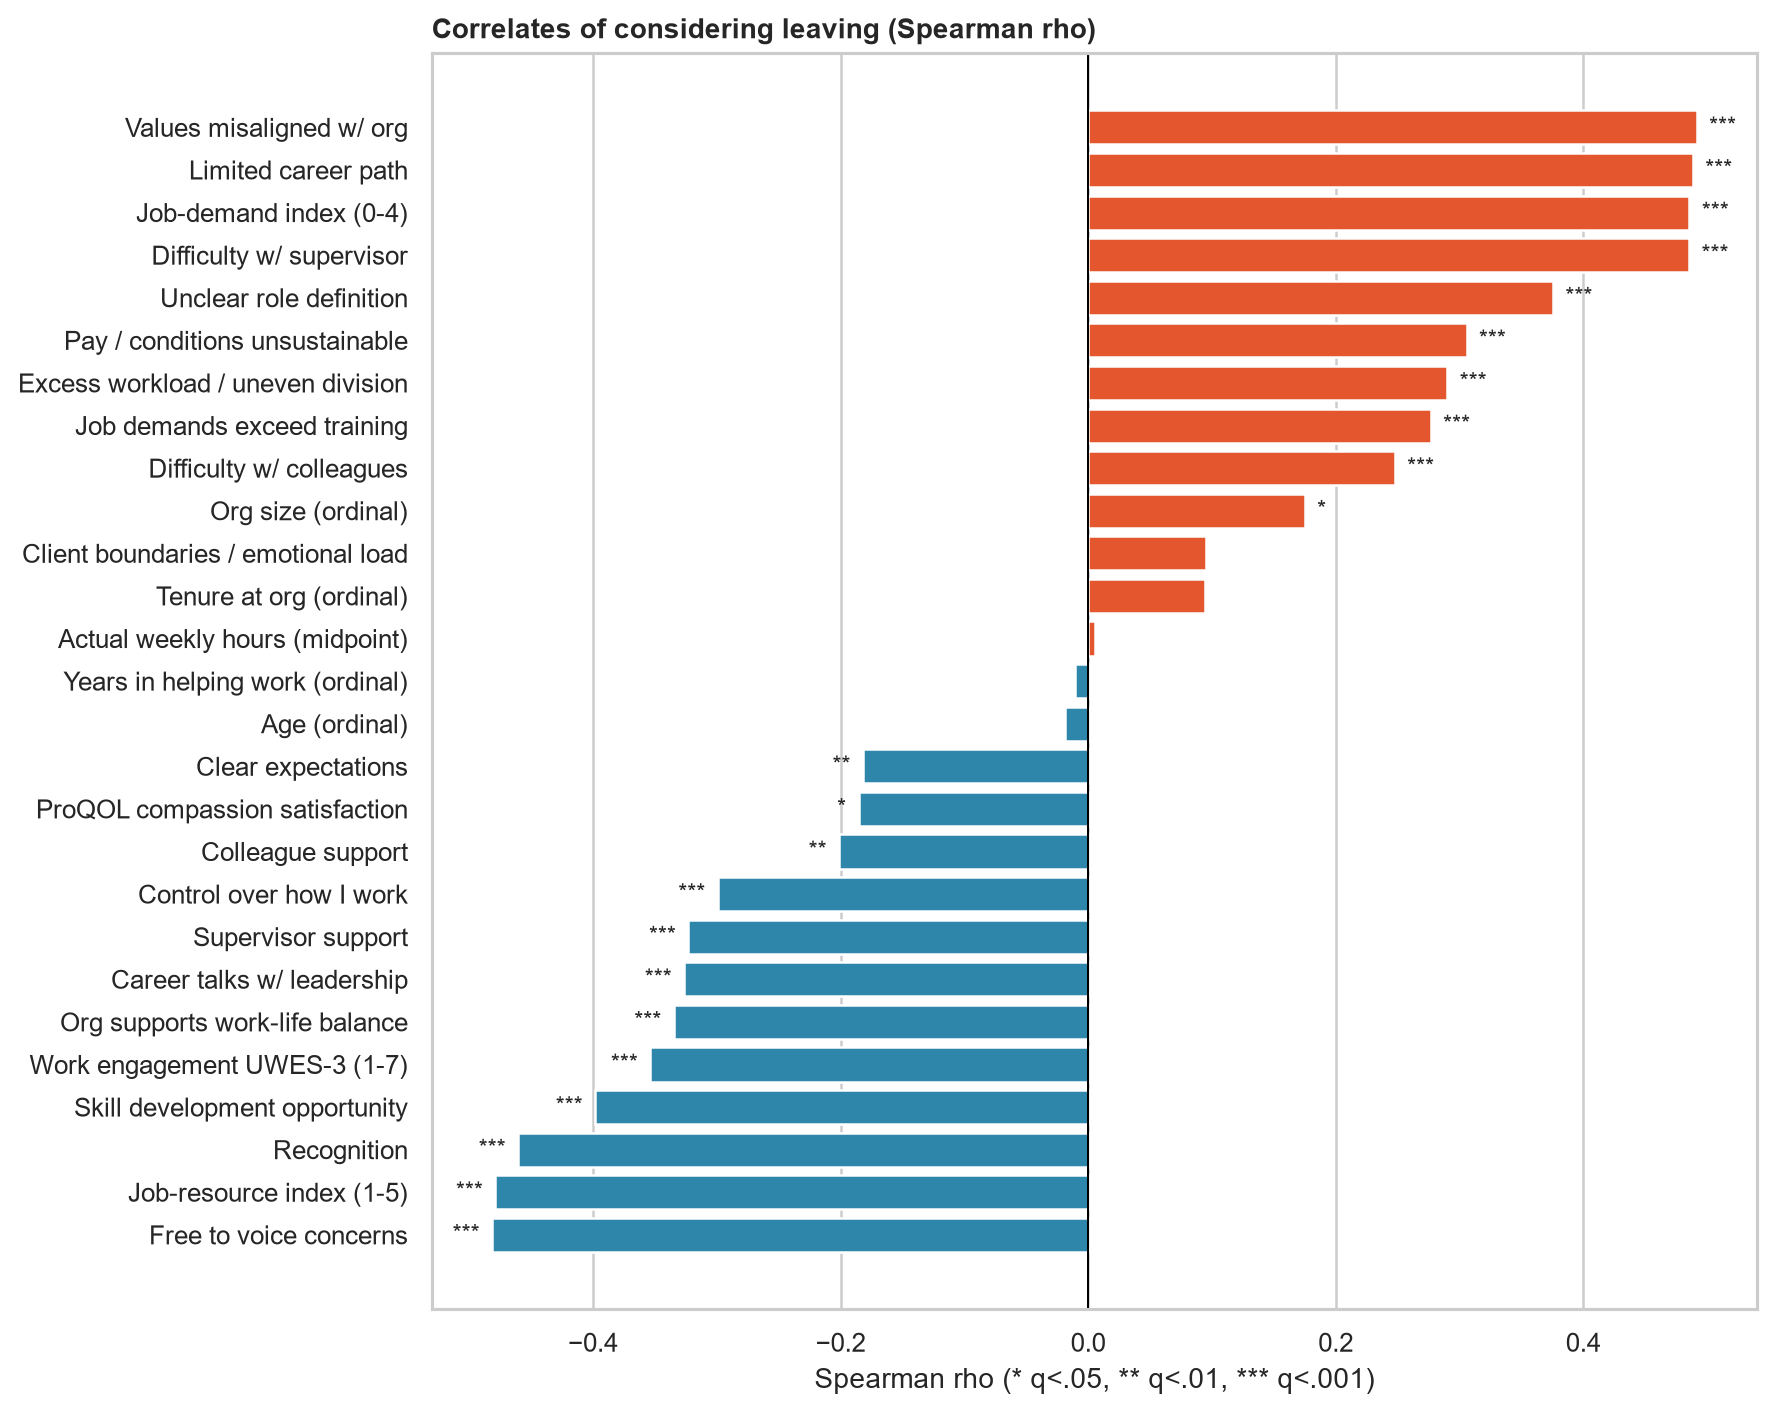 Correlates of considering leaving (Spearman rho)
Values misaligned w/ org ***
Limited career path ***
Job-demand index (0-4) ***
Difficulty w/ supervisor ***
Unclear role definition ***
Pay / conditions unsustainable ***
Excess workload / uneven division ***
Job demands exceed training ***
Difficulty w/ colleagues ***
Org size (ordinal) *
Client boundaries / emotional load
Tenure at org (ordinal)
Actual weekly hours (midpoint)
Years in helping work (ordinal)
Age (ordinal)
Clear expectations **
ProQOL compassion satisfaction *
Colleague support **
Control over how I work ***
Supervisor support ***
Career talks w/ leadership ***
Org supports work-life balance ***
Work engagement UWES-3 (1-7) ***
Skill development opportunity ***
Recognition ***
Job-resource index (1-5) ***
Free to voice concerns ***
−0.4 −0.2 0.0 0.2 0.4
Spearman rho (* q<.05, ** q<.01, *** q<.001)